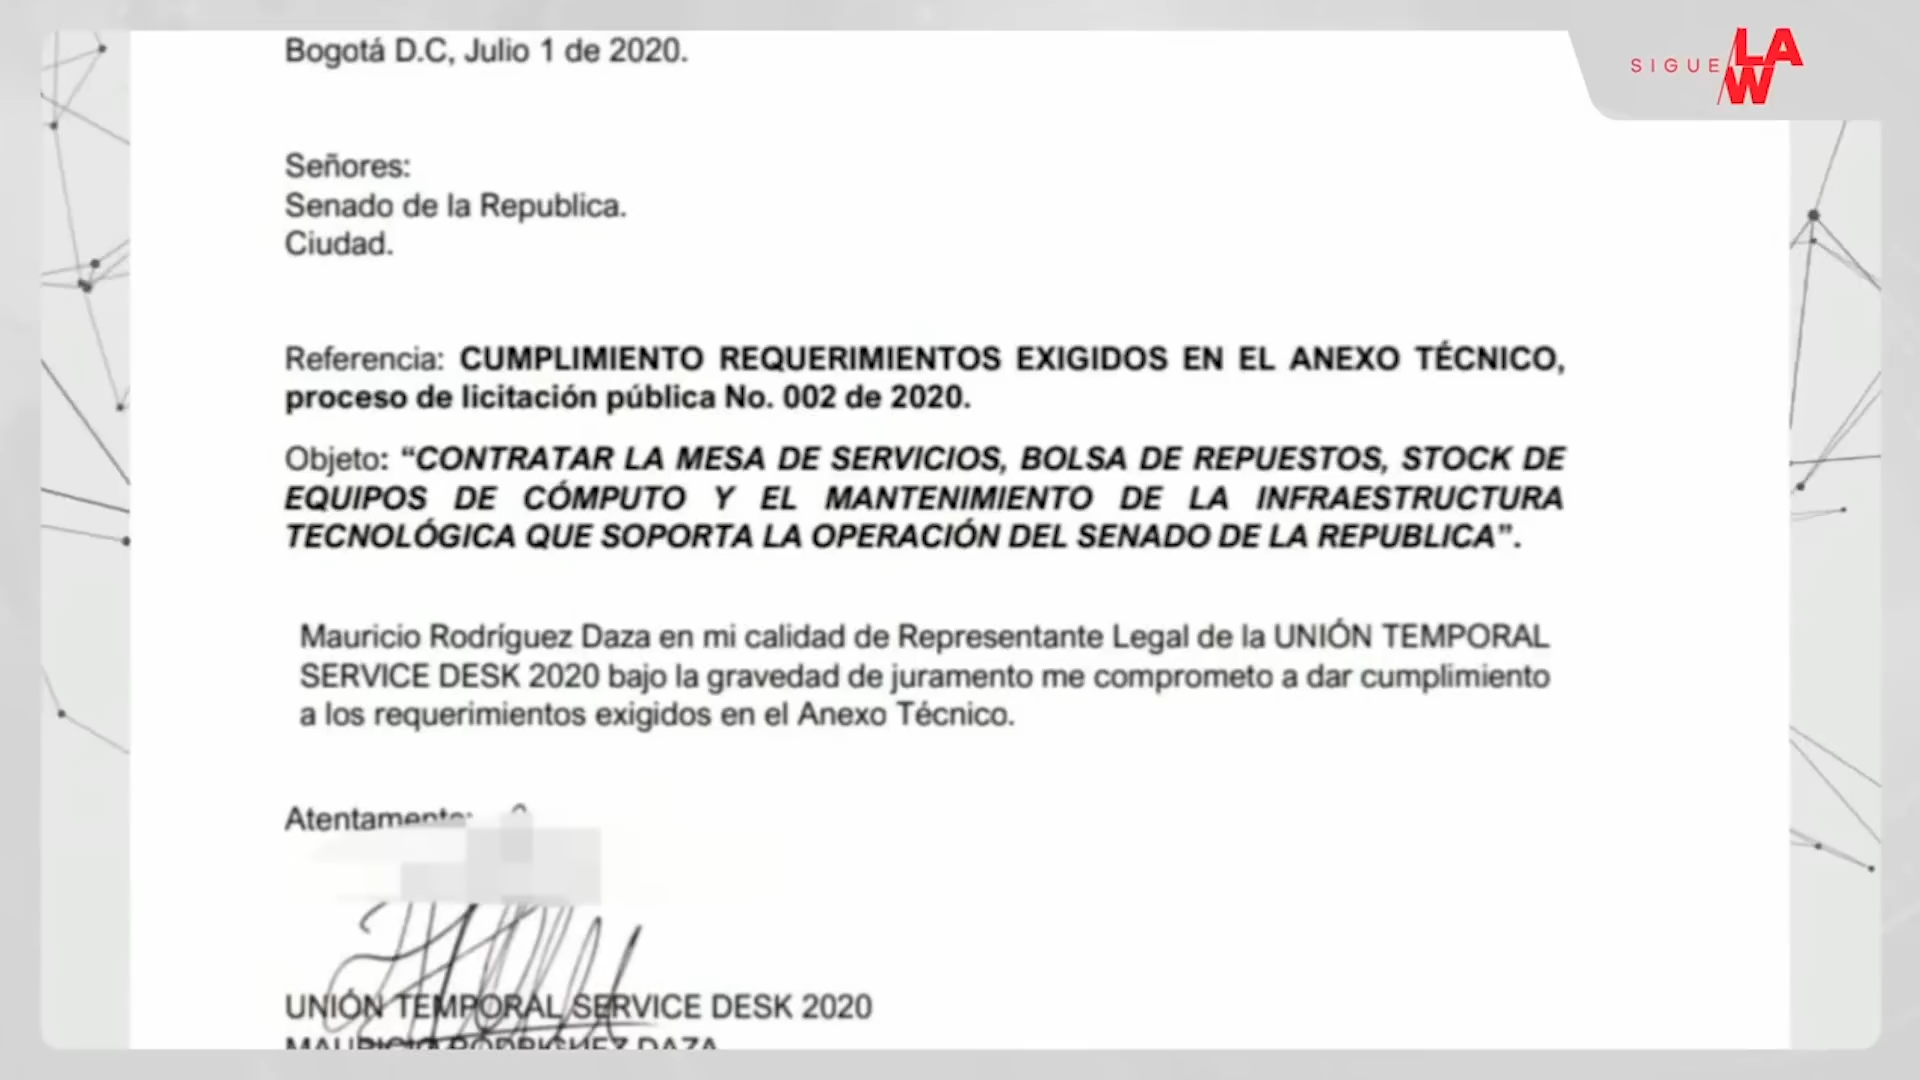 Bogotá D.C, Julio 1 de 2020.
SIGUE LA W
Señores:
Senado de la Republica.
Ciudad.
Referencia: CUMPLIMIENTO REQUERIMIENTOS EXIGIDOS EN EL ANEXO TÉCNICO,
proceso de licitación pública No. 002 de 2020.
Objeto: “CONTRATAR LA MESA DE SERVICIOS, BOLSA DE REPUESTOS, STOCK DE
EQUIPOS DE CÓMPUTO Y EL MANTENIMIENTO DE LA INFRAESTRUCTURA
TECNOLÓGICA QUE SOPORTA LA OPERACIÓN DEL SENADO DE LA REPUBLICA”.
Mauricio Rodríguez Daza en mi calidad de Representante Legal de la UNIÓN TEMPORAL
SERVICE DESK 2020 bajo la gravedad de juramento me comprometo a dar cumplimiento
a los requerimientos exigidos en el Anexo Técnico.
Atentamente:
UNIÓN TEMPORAL SERVICE DESK 2020
MAURICIO RODRIGUEZ DAZA